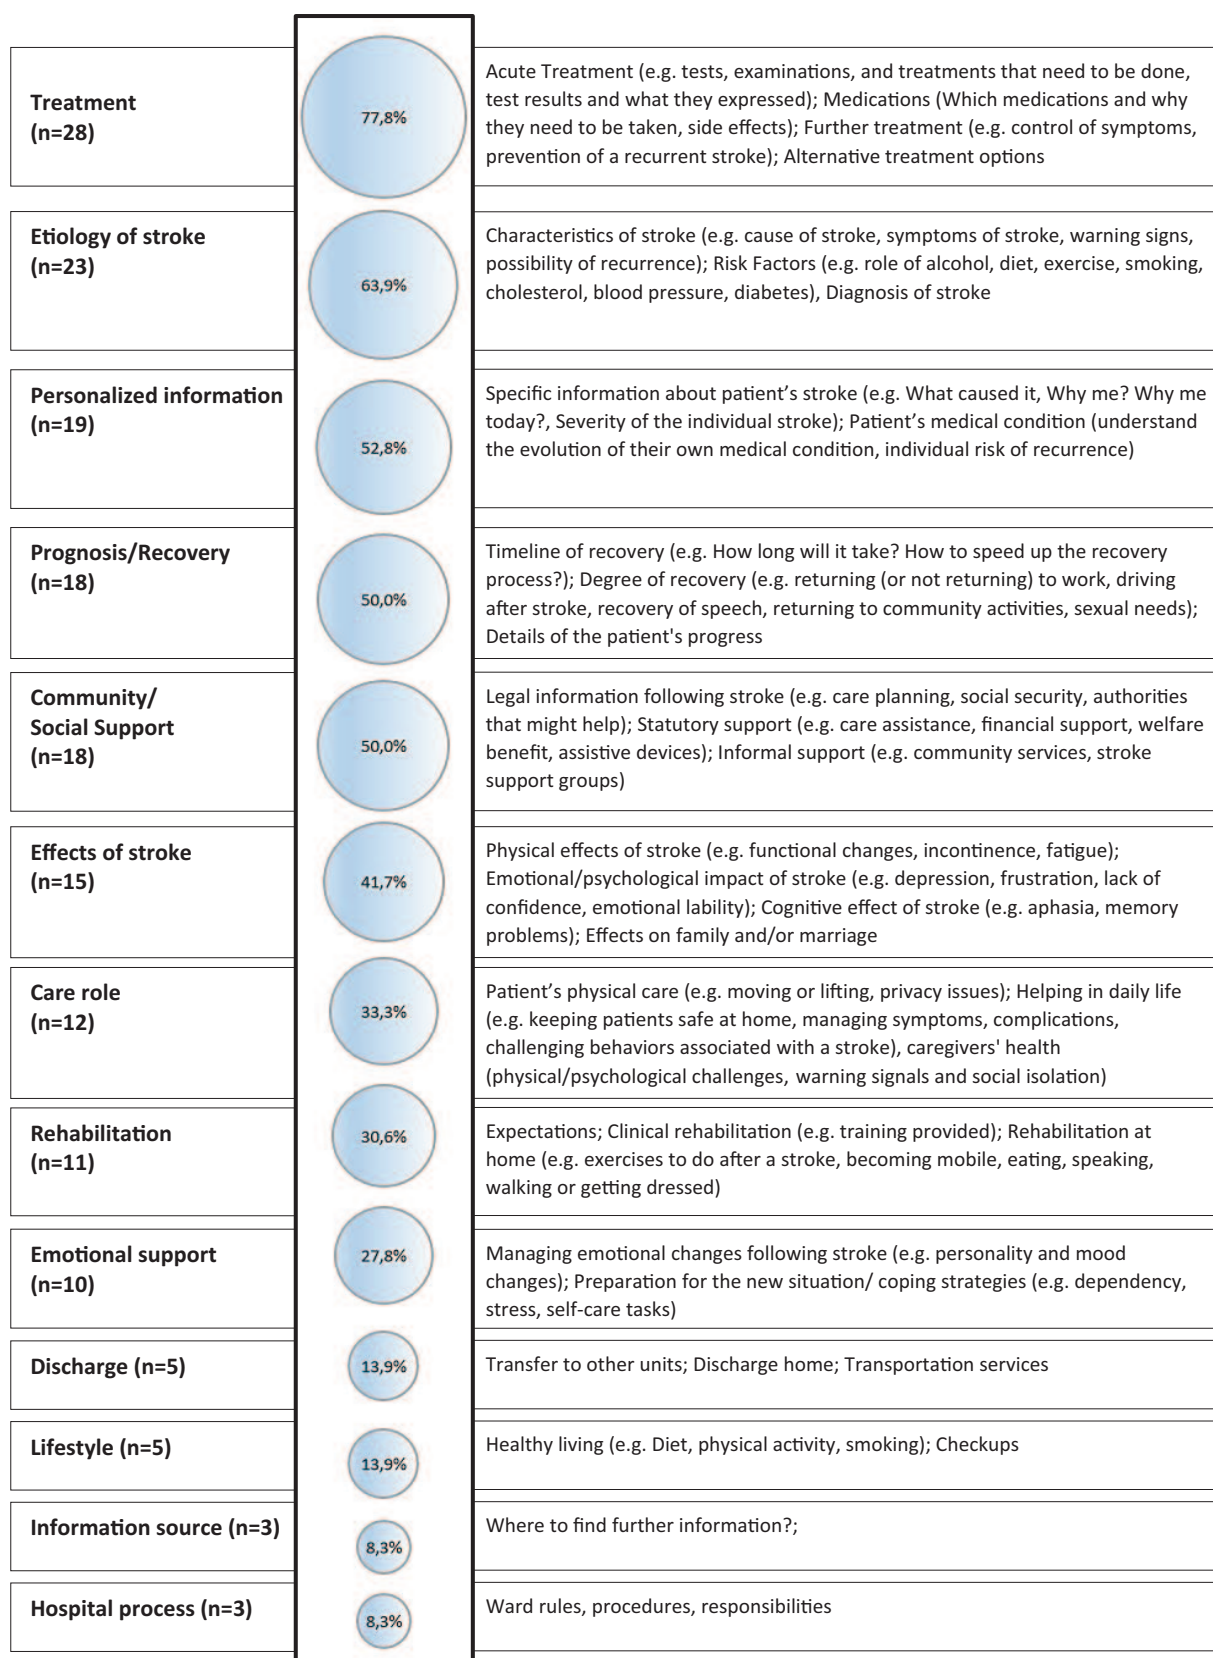 Treatment
(n=28)
77,8%
Acute Treatment (e.g. tests, examinations, and treatments that need to be done,
test results and what they expressed); Medications (Which medications and why
they need to be taken, side effects); Further treatment (e.g. control of symptoms,
prevention of a recurrent stroke); Alternative treatment options
Etiology of stroke
(n=23)
63,9%
Characteristics of stroke (e.g. cause of stroke, symptoms of stroke, warning signs,
possibility of recurrence); Risk Factors (e.g. role of alcohol, diet, exercise, smoking,
cholesterol, blood pressure, diabetes), Diagnosis of stroke
Personalized information
(n=19)
52,8%
Specific information about patient’s stroke (e.g. What caused it, Why me? Why me
today?, Severity of the individual stroke); Patient’s medical condition (understand
the evolution of their own medical condition, individual risk of recurrence)
Prognosis/Recovery
(n=18)
50,0%
Timeline of recovery (e.g. How long will it take? How to speed up the recovery
process?); Degree of recovery (e.g. returning (or not returning) to work, driving
after stroke, recovery of speech, returning to community activities, sexual needs);
Details of the patient's progress
Community/
Social Support
(n=18)
50,0%
Legal information following stroke (e.g. care planning, social security, authorities
that might help); Statutory support (e.g. care assistance, financial support, welfare
benefit, assistive devices); Informal support (e.g. community services, stroke
support groups)
Effects of stroke
(n=15)
41,7%
Physical effects of stroke (e.g. functional changes, incontinence, fatigue);
Emotional/psychological impact of stroke (e.g. depression, frustration, lack of
confidence, emotional lability); Cognitive effect of stroke (e.g. aphasia, memory
problems); Effects on family and/or marriage
Care role
(n=12)
33,3%
Patient’s physical care (e.g. moving or lifting, privacy issues); Helping in daily life
(e.g. keeping patients safe at home, managing symptoms, complications,
challenging behaviors associated with a stroke), caregivers' health
(physical/psychological challenges, warning signals and social isolation)
Rehabilitation
(n=11)
30,6%
Expectations; Clinical rehabilitation (e.g. training provided); Rehabilitation at
home (e.g. exercises to do after a stroke, becoming mobile, eating, speaking,
walking or getting dressed)
Emotional support
(n=10)
27,8%
Managing emotional changes following stroke (e.g. personality and mood
changes); Preparation for the new situation/ coping strategies (e.g. dependency,
stress, self-care tasks)
Discharge (n=5)
13,9%
Transfer to other units; Discharge home; Transportation services
Lifestyle (n=5)
13,9%
Healthy living (e.g. Diet, physical activity, smoking); Checkups
Information source (n=3)
8,3%
Where to find further information?;
Hospital process (n=3)
8,3%
Ward rules, procedures, responsibilities